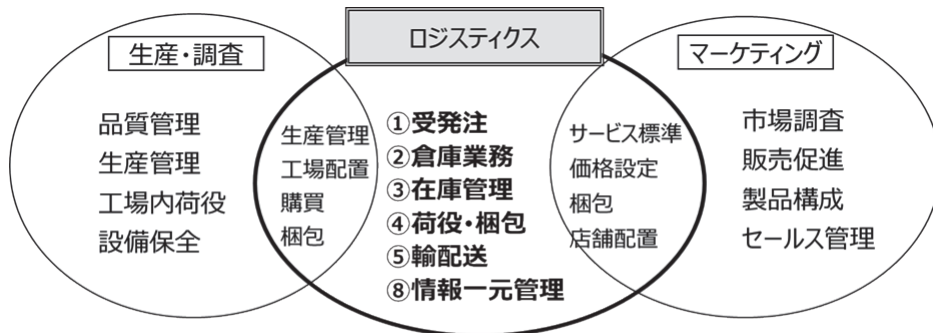 ロジスティクス
生産・調査
マーケティング
品質管理
生産管理
工場内荷役
設備保全
生産管理
工場配置
購買
梱包
①受発注
②倉庫業務
③在庫管理
④荷役・梱包
⑤輸配送
⑧情報一元管理
サービス標準
価格設定
梱包
店舗配置
市場調査
販売促進
製品構成
セールス管理